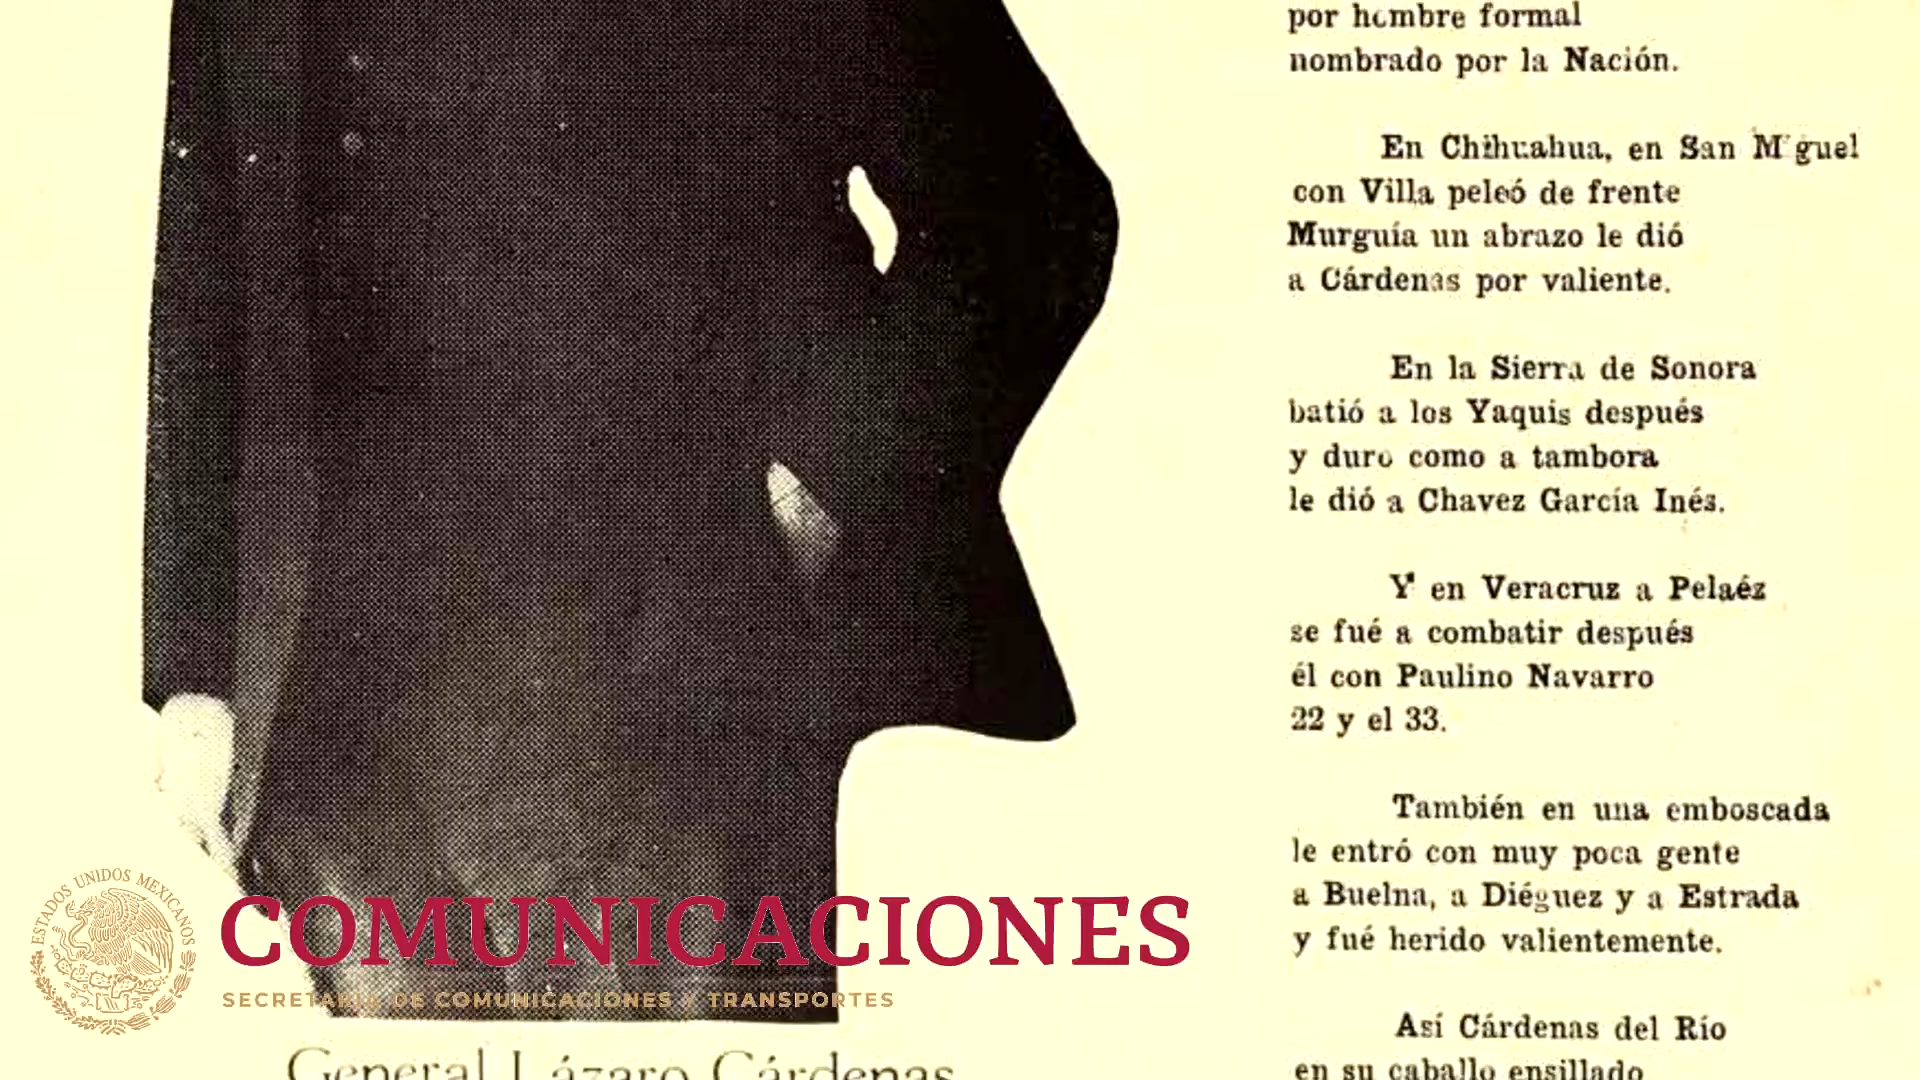 por hombre formal
nombrado por la Nación.
En Chihuahua, en San Miguel
con Villa peleó de frente
Murguía un abrazo le dió
a Cárdenas por valiente.
En la Sierra de Sonora
batió a los Yaquis después
y duro como a tambora
le dió a Chavez García Inés.
Y en Veracruz a Pelaéz
se fué a combatir después
él con Paulino Navarro
22 y el 33.
También en una emboscada
le entró con muy poca gente
a Buelna, a Diéguez y a Estrada
y fué herido valientemente.
Así Cárdenas del Río
en su caballo ensillado
General Lázaro Cárdenas
ESTADOS UNIDOS MEXICANOS
COMUNICACIONES
SECRETARÍA DE COMUNICACIONES Y TRANSPORTES